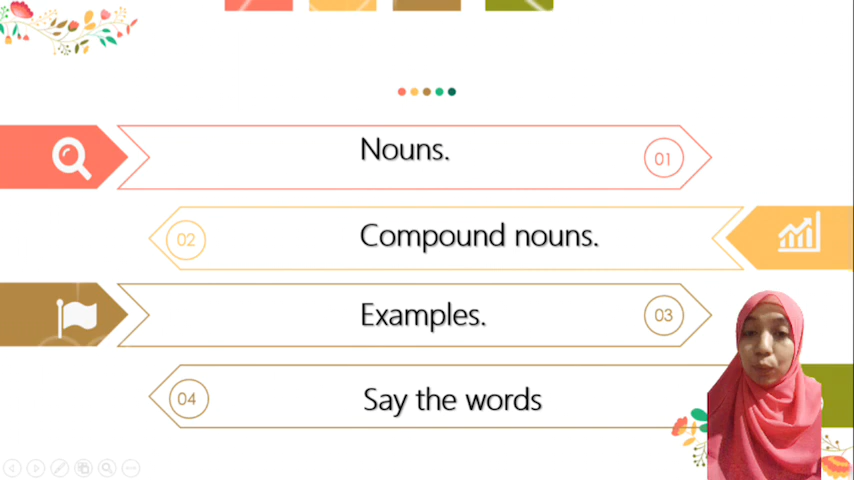 Nouns.
01
02
Compound nouns.
Examples.
03
04
Say the words